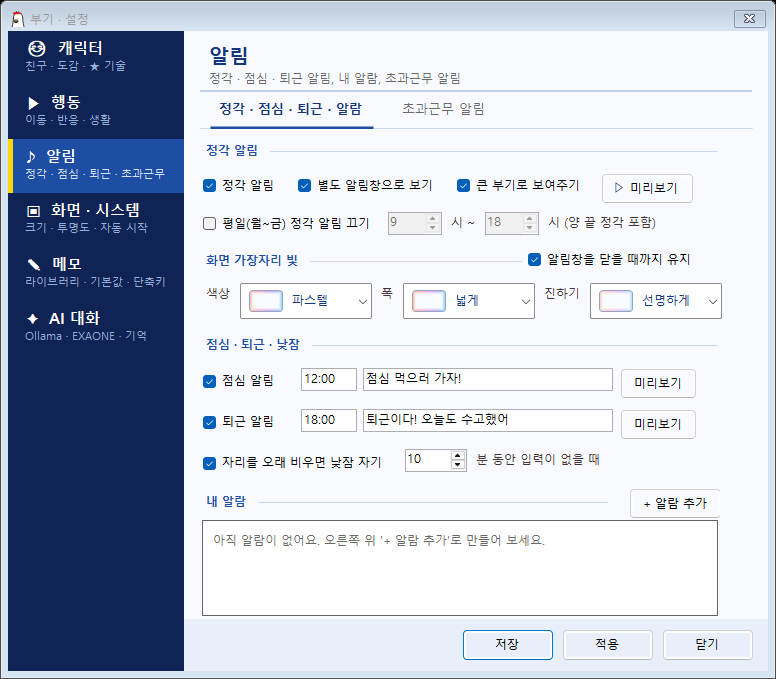 부기 · 설정
캐릭터
친구 · 도감 · ★ 기술
행동
이동 · 반응 · 생활
알림
정각 · 점심 · 퇴근 · 초과근무
화면 · 시스템
크기 · 투명도 · 자동 시작
메모
라이브러리 · 기본값 · 단축키
AI 대화
Ollama · EXAONE · 기억
알림
정각 · 점심 · 퇴근 알림, 내 알람, 초과근무 알림
정각 · 점심 · 퇴근 · 알람 초과근무 알림
정각 알림
정각 알림 별도 알림창으로 보기 큰 부기로 보여주기 ▷ 미리보기
평일(월~금) 정각 알림 끄기 9 시 ~ 18 시 (양 끝 정각 포함)
화면 가장자리 빛 알림창을 닫을 때까지 유지
색상 파스텔 폭 넓게 진하기 선명하게
점심 · 퇴근 · 낮잠
점심 알림 12:00 점심 먹으러 가자! 미리보기
퇴근 알림 18:00 퇴근이다! 오늘도 수고했어 미리보기
자리를 오래 비우면 낮잠 자기 10 분 동안 입력이 없을 때
내 알람 + 알람 추가
아직 알람이 없어요. 오른쪽 위 '+ 알람 추가'로 만들어 보세요.
저장 적용 닫기